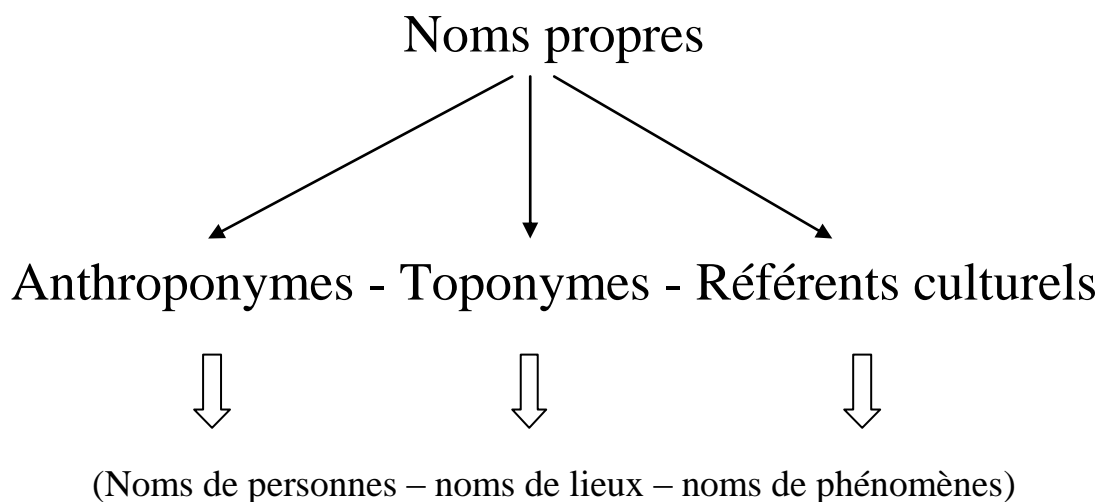 Noms propres
Anthroponymes - Toponymes - Référents culturels
(Noms de personnes – noms de lieux – noms de phénomènes)